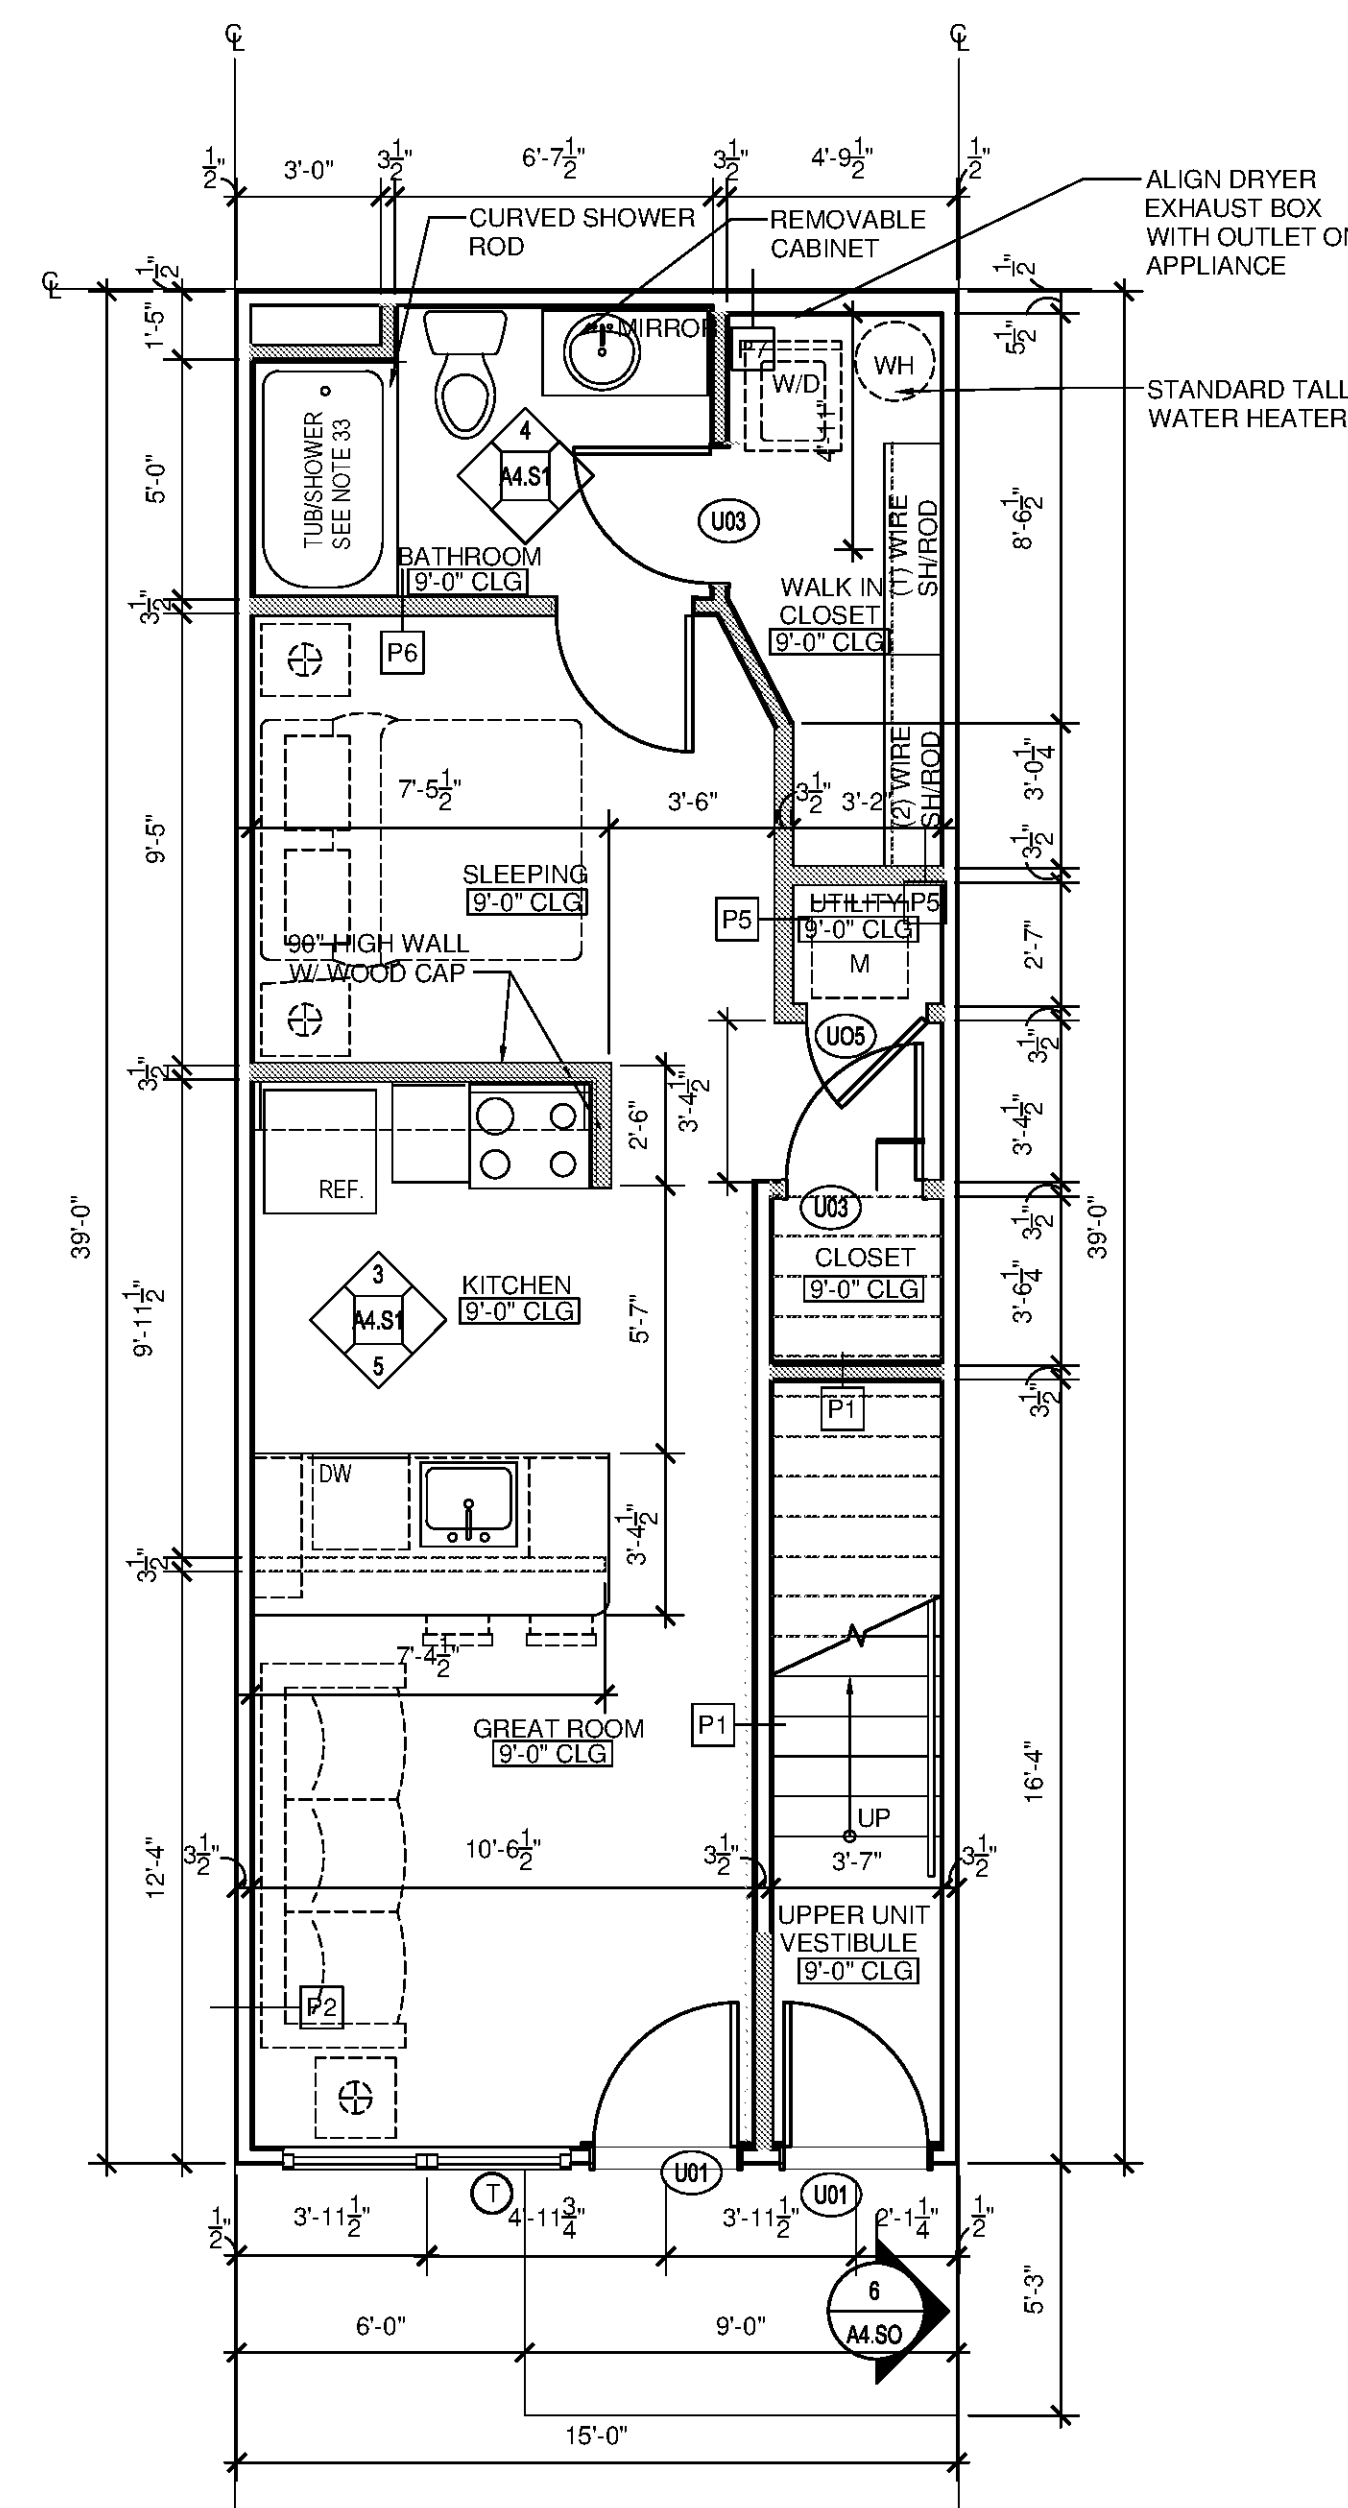 ℄ ℄
1/2" 3'-0" 3 1/2" 6'-7 1/2" 3 1/2" 4'-9 1/2" 1/2"
ALIGN DRYER
EXHAUST BOX
WITH OUTLET ON
APPLIANCE
CURVED SHOWER
ROD
REMOVABLE
CABINET
℄ 1/2" 1/2"
1'-5" 5 1/2"
MIRROR
P7
W/D
WH
STANDARD TALL
WATER HEATER
4'-11"
TUB/SHOWER
SEE NOTE 33
5'-0"
4
A4.S1
U03
8'-6 1/2"
(1) WIRE
SH/ROD
BATHROOM
9'-0" CLG
WALK IN
CLOSET
9'-0" CLG
3 1/2"
P6
(2) WIRE
SH/ROD
3'-0 1/4"
7'-5 1/2" 3'-6" 3 1/2" 3'-2"
9'-5"
3 1/2"
SLEEPING
9'-0" CLG
P5
UTILITY
9'-0" CLG
P5
M
2'-7"
90" HIGH WALL
W/ WOOD CAP
UO5
3 1/2"
3 1/2"
2'-6"
3'-4 1/2"
3'-4 1/2"
REF.
U03
3 1/2"
39'-0"
39'-0"
CLOSET
9'-0" CLG
3'-6 1/4"
KITCHEN
9'-0" CLG
3
A4.S1
5
9'-11 1/2"
5'-7"
3 1/2"
P1
DW
3'-4 1/2"
3 1/2"
7'-4 1/2"
GREAT ROOM
9'-0" CLG
P1
16'-4"
UP
12'-4"
3 1/2" 10'-6 1/2" 3 1/2" 3'-7" 3 1/2"
UPPER UNIT
VESTIBULE
9'-0" CLG
P2
T
U01
U01
1/2" 3'-11 1/2" 4'-11 3/4" 3'-11 1/2" 2'-1 1/4" 1/2"
5'-3"
6
A4.SO
6'-0" 9'-0"
15'-0"